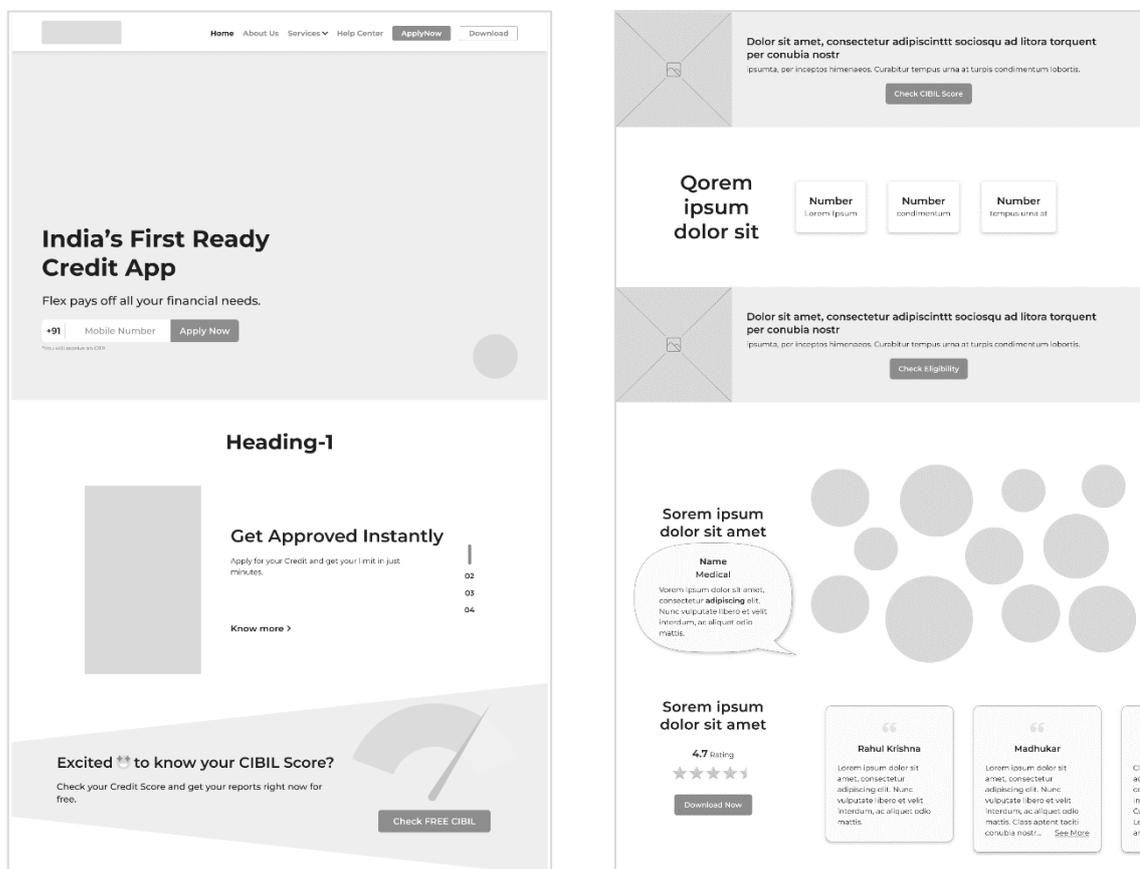 Home About Us Services Help Center ApplyNow Download
India's First Ready
Credit App
Flex pays off all your financial needs.
+91 Mobile Number Apply Now
*You will receive an OTP
Heading-1
Get Approved Instantly
Apply for your Credit and get your limit in just
minutes.
02
03
04
Know more >
Excited to know your CIBIL Score?
Check your Credit Score and get your reports right now for
free.
Check FREE CIBIL
Dolor sit amet, consectetur adipiscinttt sociosqu ad litora torquent
per conubia nostr
ipsumta, per inceptos himenaeos. Curabitur tempus urna at turpis condimentum lobortis.
Check CIBIL Score
Qorem
ipsum
dolor sit
Number
Lorem Ipsum
Number
condimentum
Number
tempus urna at
Dolor sit amet, consectetur adipiscinttt sociosqu ad litora torquent
per conubia nostr
ipsumta, per inceptos himenaeos. Curabitur tempus urna at turpis condimentum lobortis.
Check Eligibility
Sorem ipsum
dolor sit amet
Name
Medical
Vorem ipsum dolor sit amet,
consectetur adipiscing elit.
Nunc vulputate libero et velit
interdum, ac aliquet odio
mattis.
Sorem ipsum
dolor sit amet
4.7 Rating
Download Now
Rahul Krishna
Lorem ipsum dolor sit
amet, consectetur
adipiscing elit. Nunc
vulputate libero et velit
interdum, ac aliquet odio
mattis.
Madhukar
Lorem ipsum dolor sit
amet, consectetur
adipiscing elit. Nunc
vulputate libero et velit
interdum, ac aliquet odio
mattis. Class aptent taciti
conubia nostr... See More